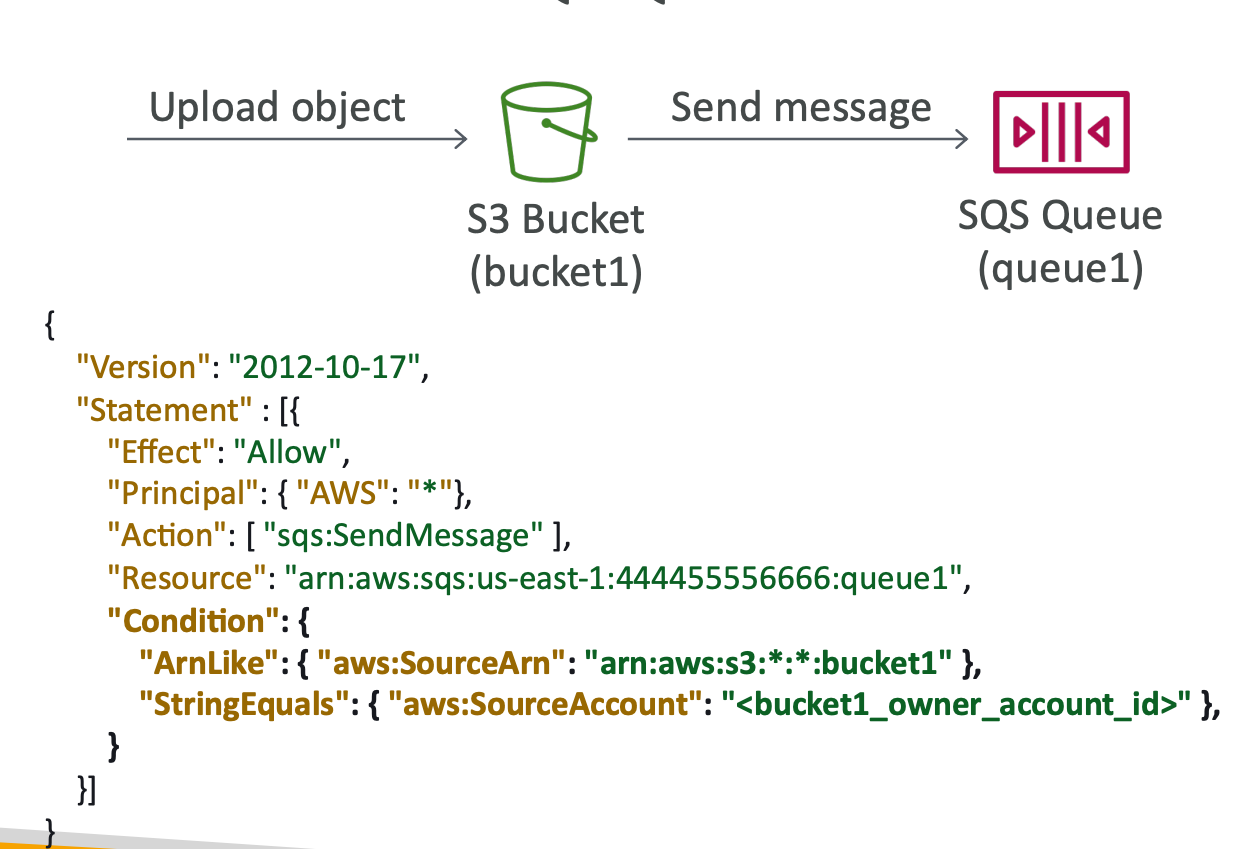 Upload object
Send message
S3 Bucket
(bucket1)
SQS Queue
(queue1)
{
"Version": "2012-10-17",
"Statement" : [{
"Effect": "Allow",
"Principal": { "AWS": "*"},
"Action": [ "sqs:SendMessage" ],
"Resource": "arn:aws:sqs:us-east-1:444455556666:queue1",
"Condition": {
"ArnLike": { "aws:SourceArn": "arn:aws:s3:*:*:bucket1" },
"StringEquals": { "aws:SourceAccount": "<bucket1_owner_account_id>" },
}
}]
}